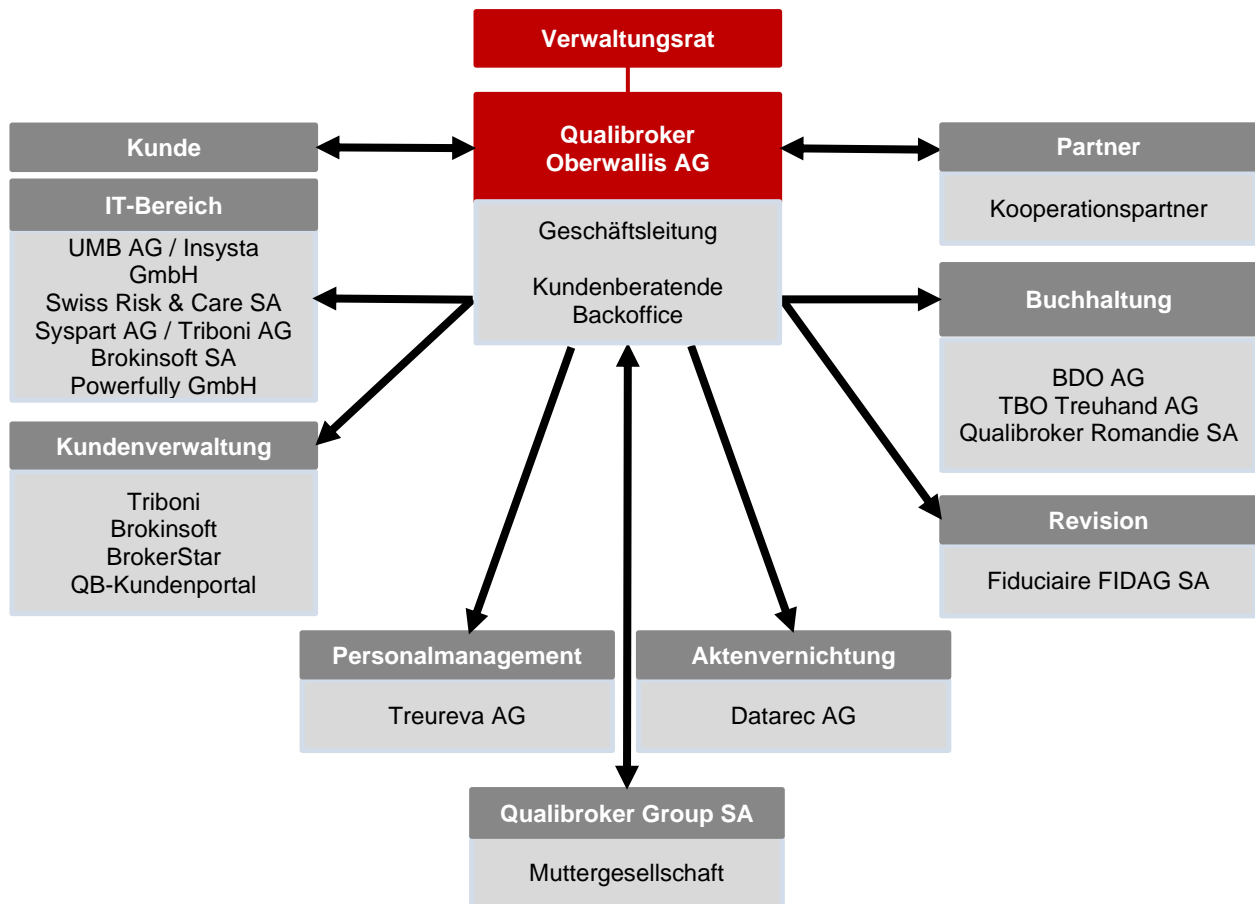 Verwaltungsrat
Qualibroker
Oberwallis AG
Geschäftsleitung
Kundenberatende
Backoffice
Kunde
IT-Bereich
UMB AG / Insysta
GmbH
Swiss Risk & Care SA
Syspart AG / Triboni AG
Brokinsoft SA
Powerfully GmbH
Kundenverwaltung
Triboni
Brokinsoft
BrokerStar
QB-Kundenportal
Partner
Kooperationspartner
Buchhaltung
BDO AG
TBO Treuhand AG
Qualibroker Romandie SA
Revision
Fiduciaire FIDAG SA
Personalmanagement
Treureva AG
Aktenvernichtung
Datarec AG
Qualibroker Group SA
Muttergesellschaft